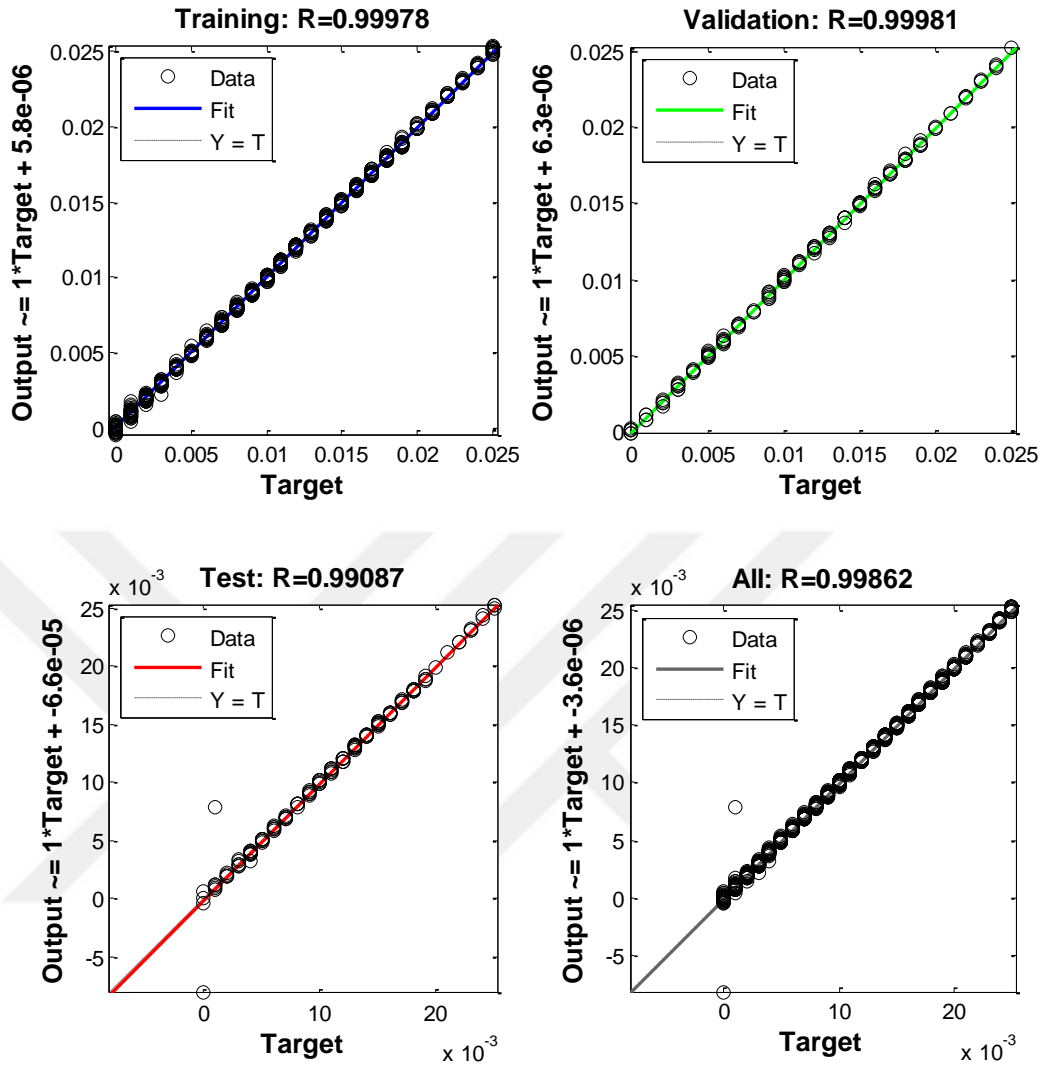 Training: R=0.99978
Output ~= 1*Target + 5.8e-06
0.025
0.02
0.015
0.01
0.005
0
Data
Fit
Y = T
0 0.005 0.01 0.015 0.02 0.025
Target
Validation: R=0.99981
Output ~= 1*Target + 6.3e-06
0.025
0.02
0.015
0.01
0.005
0
Data
Fit
Y = T
0 0.005 0.01 0.015 0.02 0.025
Target
Test: R=0.99087
x 10-3
Output ~= 1*Target + -6.6e-05
25
20
15
10
5
0
-5
Data
Fit
Y = T
0 10 20
Target
x 10-3
All: R=0.99862
x 10-3
Output ~= 1*Target + -3.6e-06
25
20
15
10
5
0
-5
Data
Fit
Y = T
0 10 20
Target
x 10-3